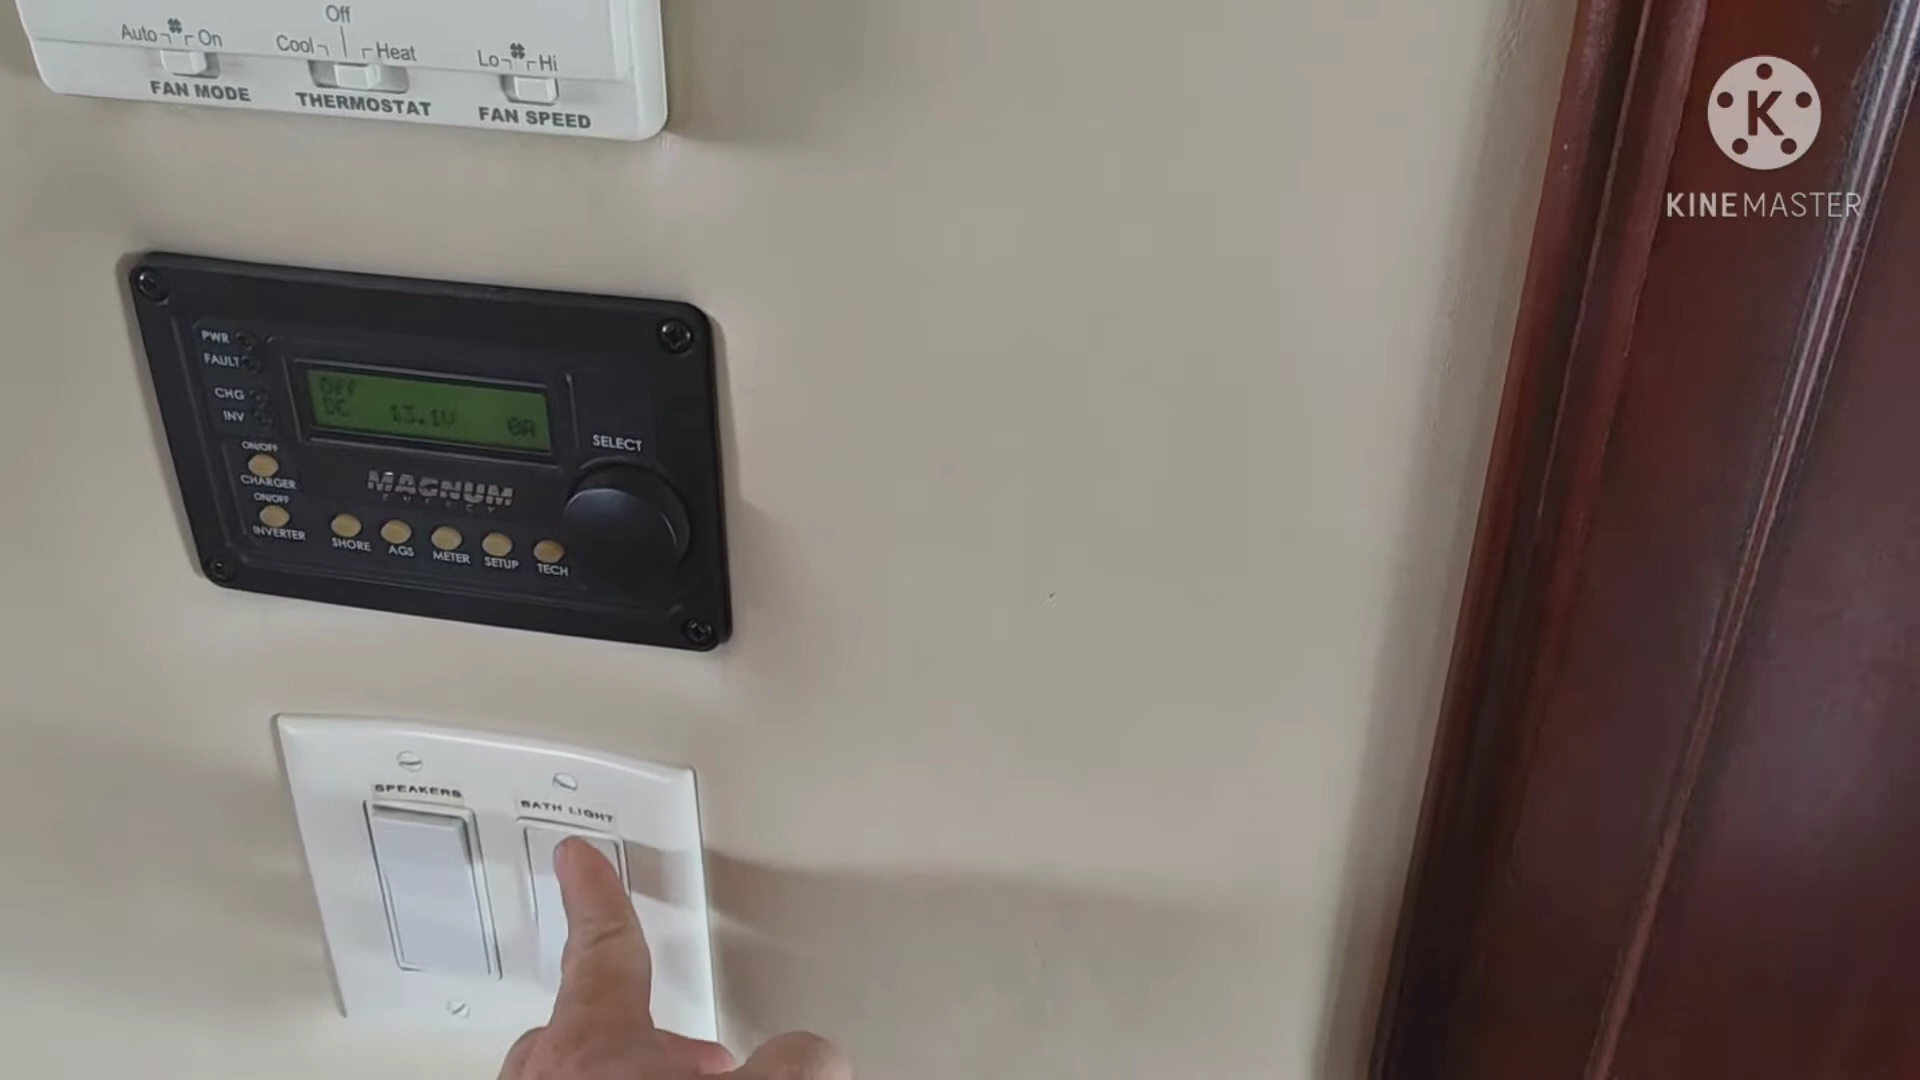 Off
Auto On
Cool Heat
Lo Hi
FAN MODE
THERMOSTAT
FAN SPEED
K
KINEMASTER
PWR
FAULT
CHG
INV
OFF
DC 13.1V 0A
SELECT
ON/OFF
CHARGER
ON/OFF
INVERTER
MAGNUM
ENERGY
SHORE
AGS
METER
SETUP
TECH
SPEAKERS
BATH LIGHT